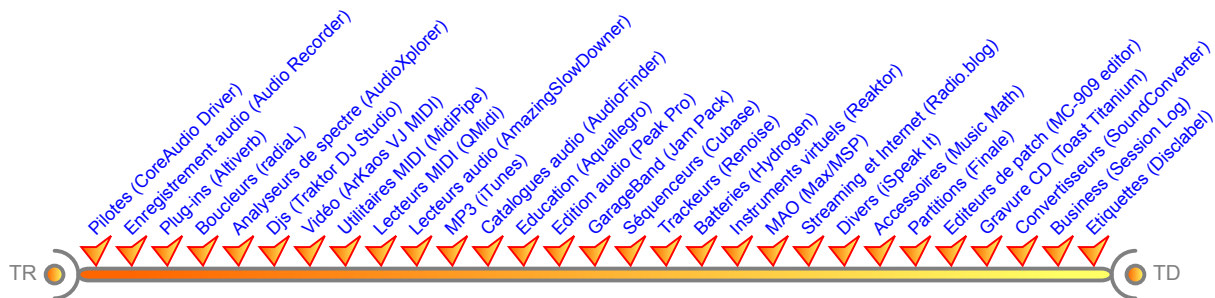 Pilotes (CoreAudio Driver)
Enregistrement audio (Audio Recorder)
Plug-ins (Altiverb)
Boucleurs (radiaL)
Analyseurs de spectre (AudioXplorer)
Djs (Traktor DJ Studio)
Vidéo (ArKaos VJ MIDI)
Utilitaires MIDI (MidiPipe)
Lecteurs MIDI (QMidi)
Lecteurs audio (AmazingSlowDowner)
MP3 (iTunes)
Catalogues audio (AudioFinder)
Education (Aquallegro)
Edition audio (Peak Pro)
GarageBand (Jam Pack)
Séquenceurs (Cubase)
Trackeurs (Renoise)
Batteries (Hydrogen)
Instruments virtuels (Reaktor)
MAO (Max/MSP)
Streaming et Internet (Radio.blog)
Divers (iSpeak It)
Accessoires (Music Math)
Partitions (Finale)
Editeurs de patch (MC-909 editor)
Gravure CD (Toast Titanium)
Convertisseurs (SoundConverter)
Business (Session Log)
Etiquettes (Disclabel)
TR
TD